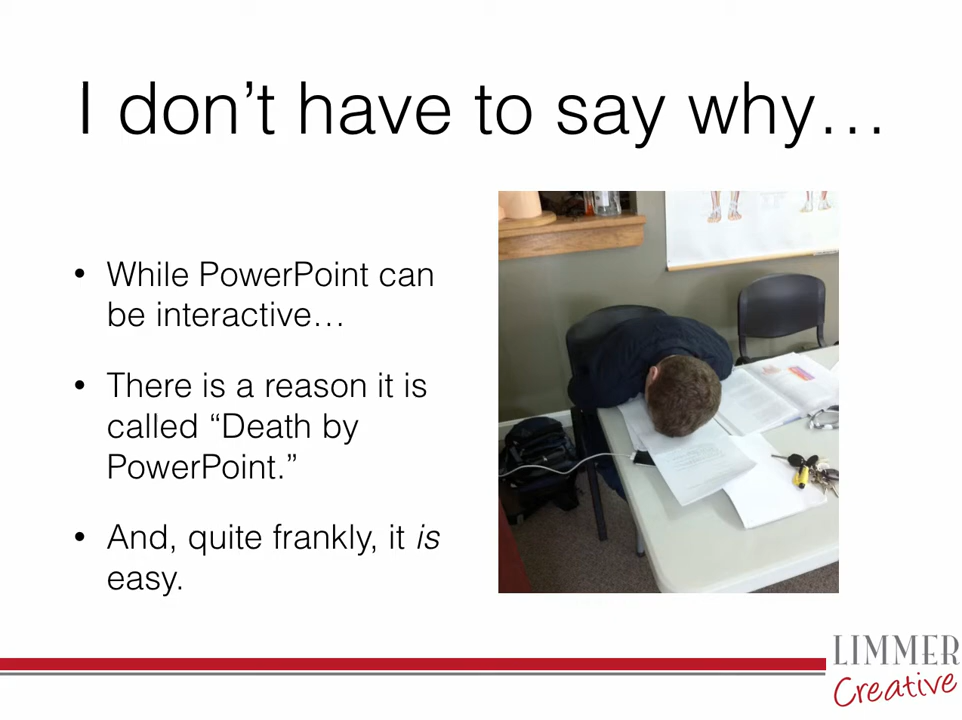 I don’t have to say why…
• While PowerPoint can
be interactive…
• There is a reason it is
called “Death by
PowerPoint.”
• And, quite frankly, it is
easy.
LIMMER
Creative